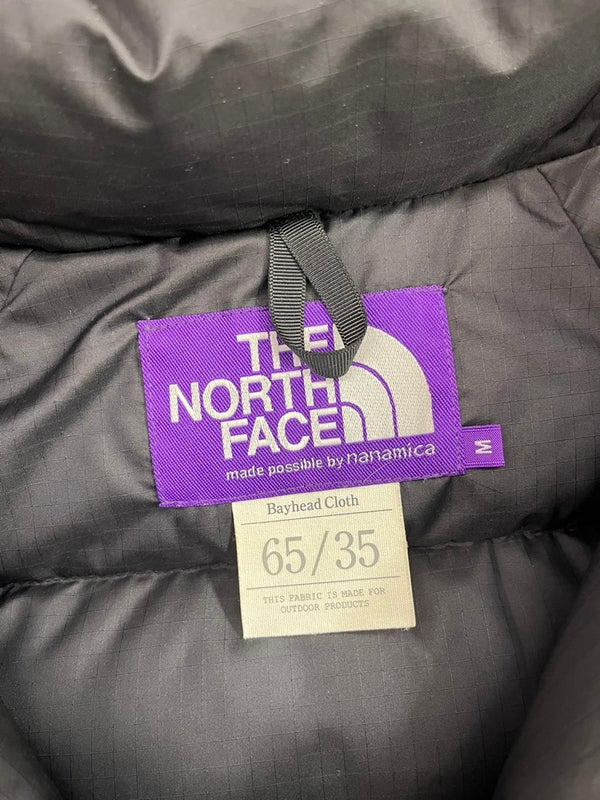 THE
NORTH
FACE
made possible by nanamica
M
Bayhead Cloth
65/35
THIS FABRIC IS MADE FOR
OUTDOOR PRODUCTS